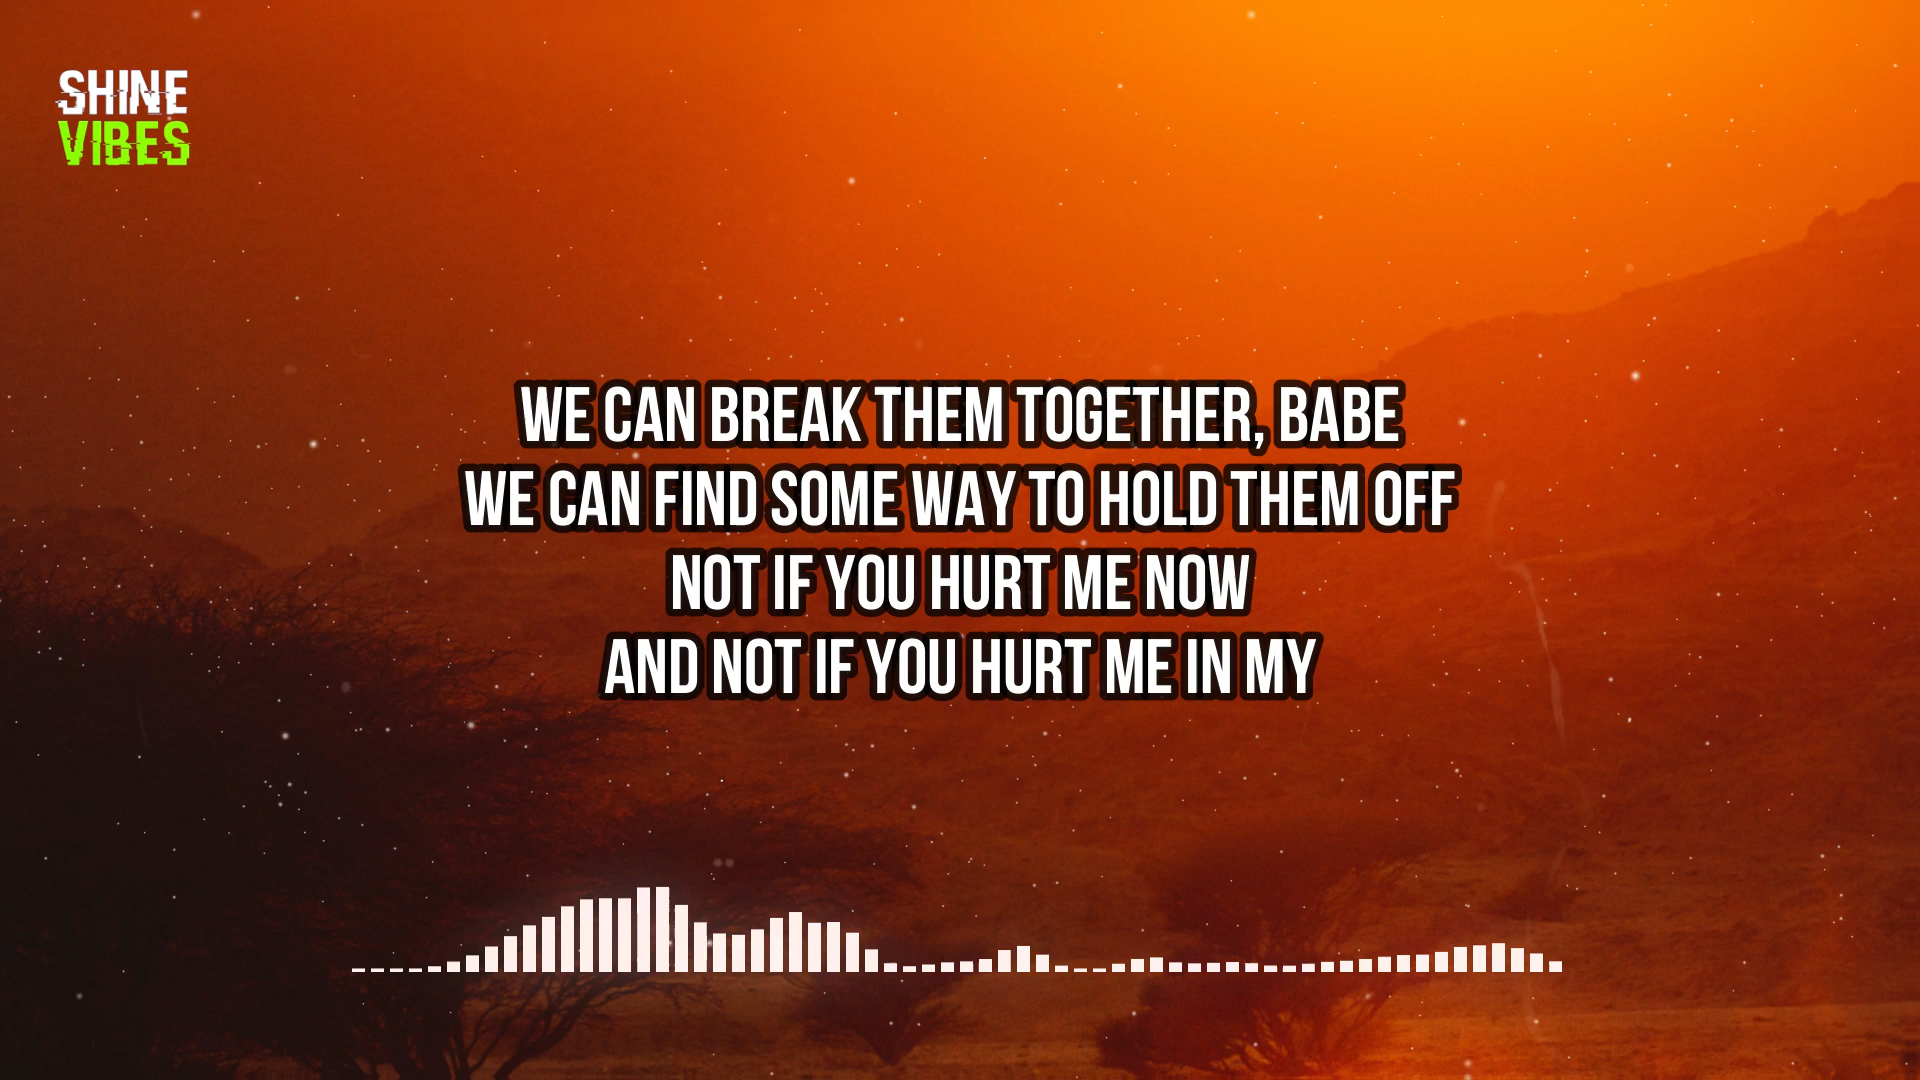 SHINE
VIBES
WE CAN BREAK THEM TOGETHER, BABE
WE CAN FIND SOME WAY TO HOLD THEM OFF
NOT IF YOU HURT ME NOW
AND NOT IF YOU HURT ME IN MY